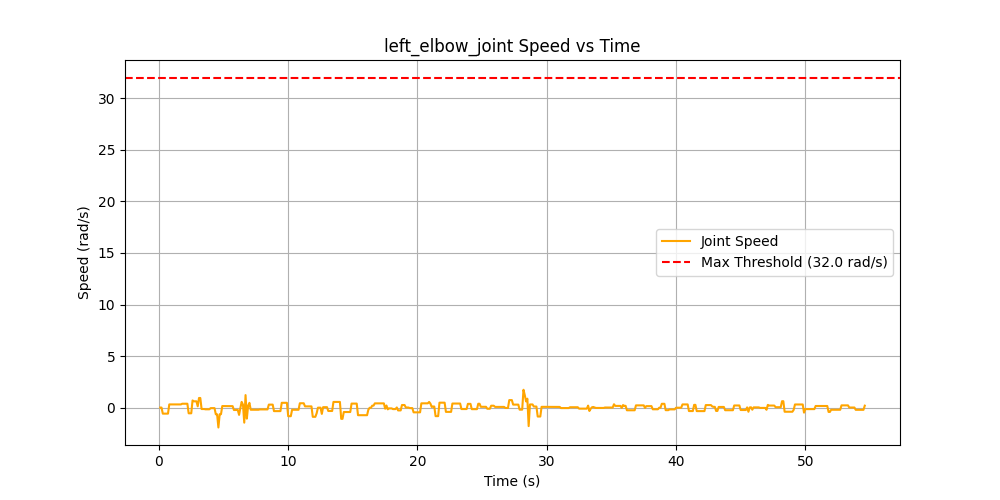 left_elbow_joint Speed vs Time
Speed (rad/s)
30
25
20
15
10
5
0
Joint Speed
Max Threshold (32.0 rad/s)
0 10 20 30 40 50
Time (s)